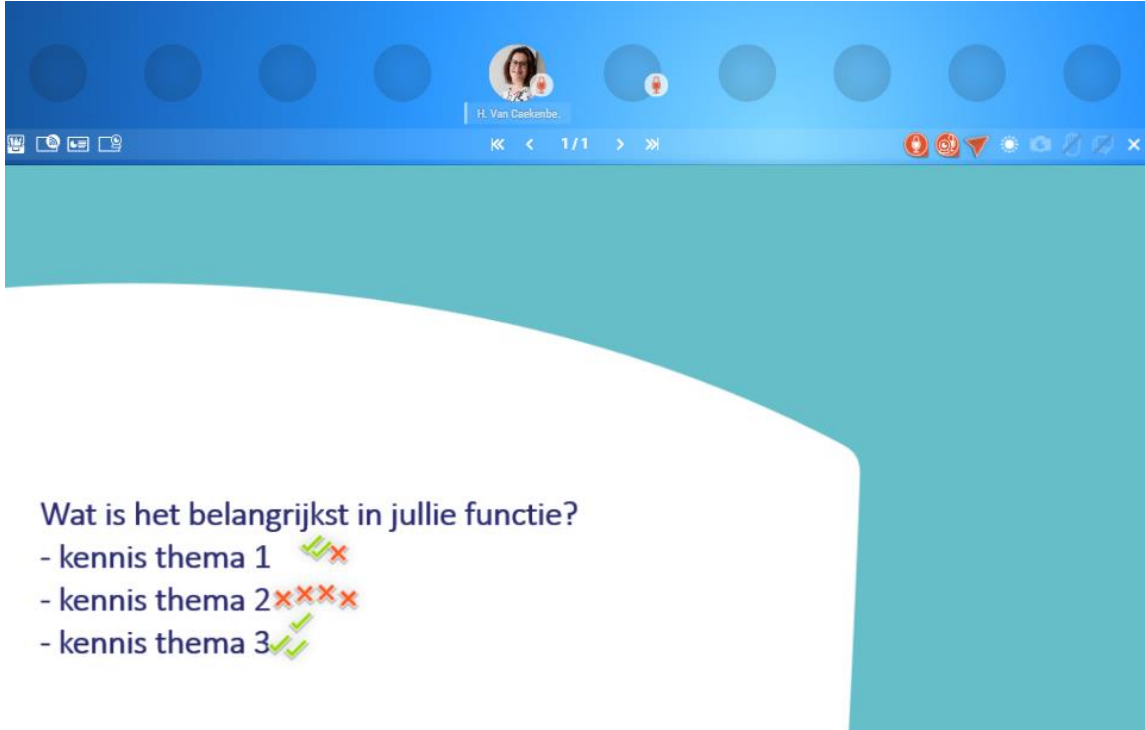 H. Van Caekenbe.
1/1
Wat is het belangrijkst in jullie functie?
- kennis thema 1
- kennis thema 2
- kennis thema 3